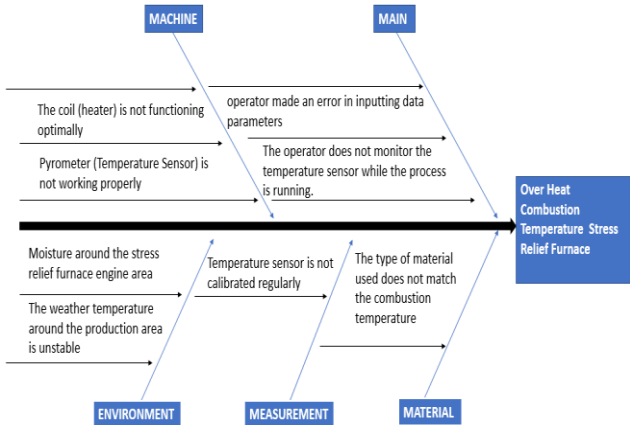 MACHINE
MAIN
The coil (heater) is not functioning
optimally
operator made an error in inputting data
parameters
Pyrometer (Temperature Sensor) is
not working properly
The operator does not monitor the
temperature sensor while the process
is running.
Over Heat
Combustion
Temperature Stress
Relief Furnace
Moisture around the stress
relief furnace engine area
Temperature sensor is not
calibrated regularly
The type of material
used does not match
the combustion
temperature
The weather temperature
around the production area
is unstable
ENVIRONMENT
MEASUREMENT
MATERIAL